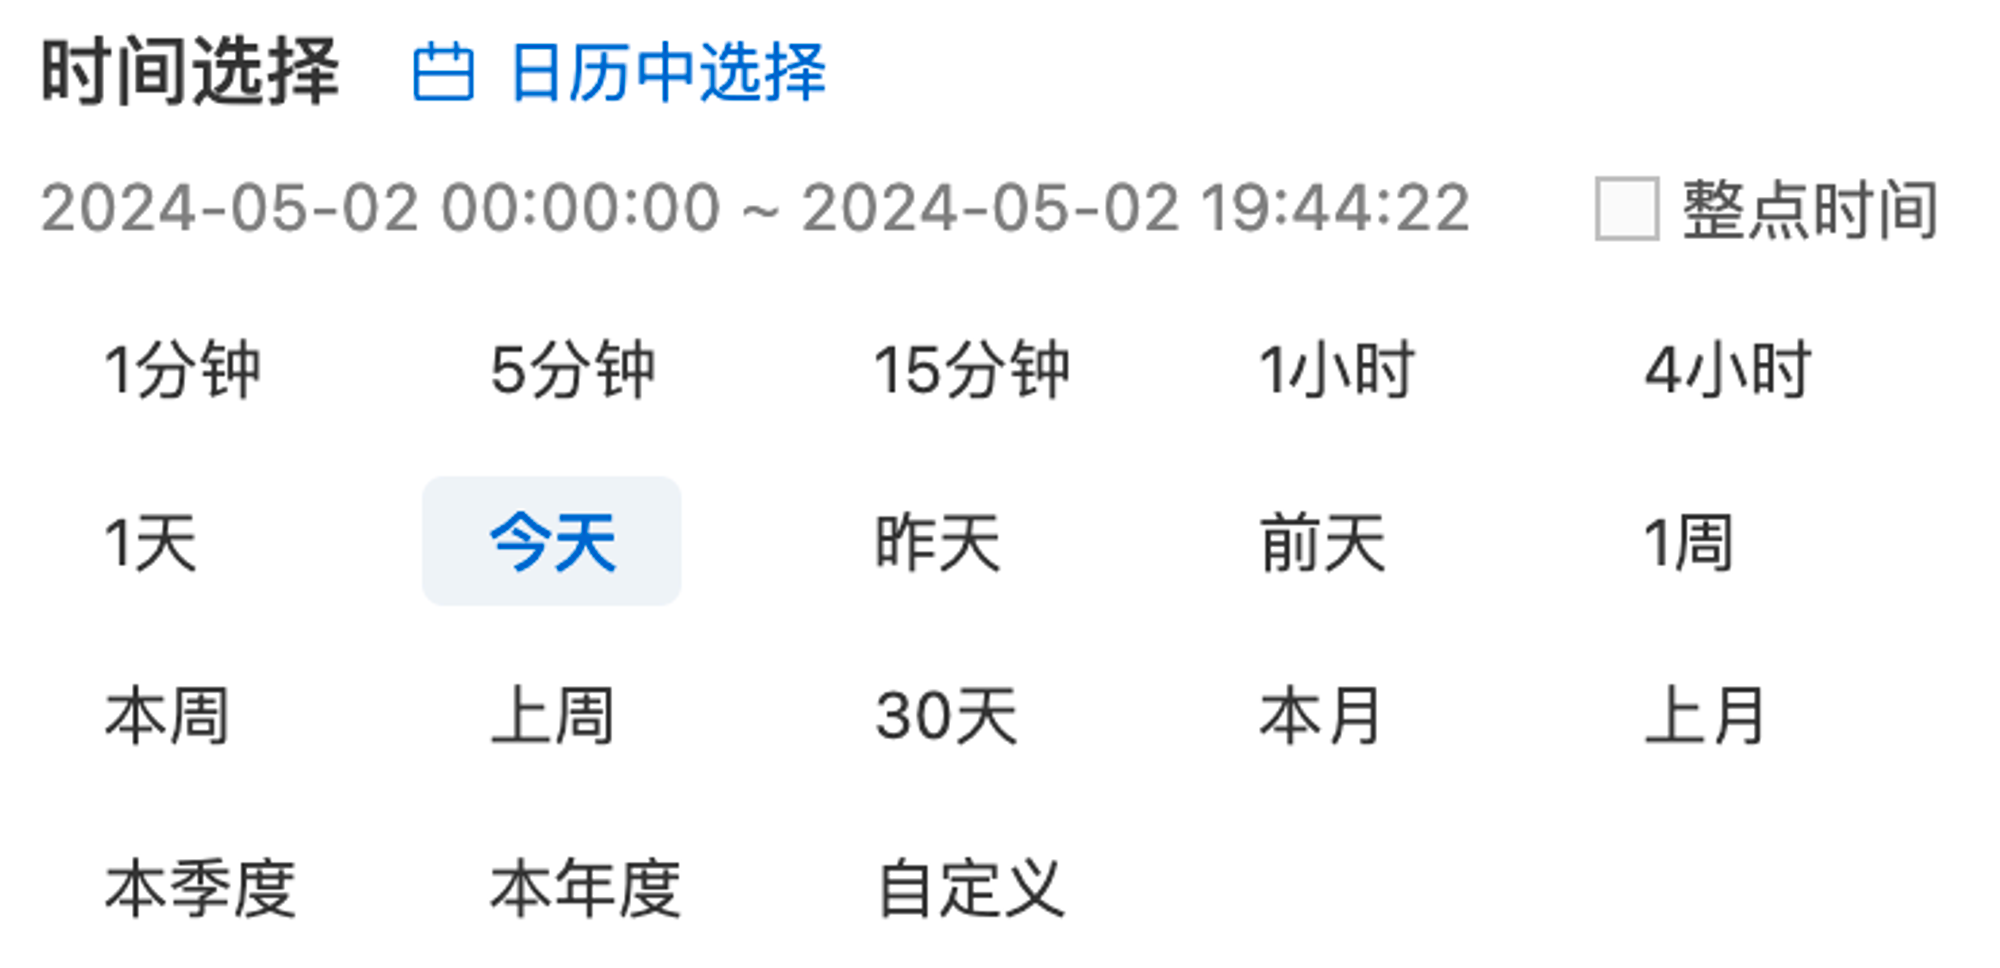 时间选择 日历中选择
2024-05-02 00:00:00 ~ 2024-05-02 19:44:22 整点时间
1分钟 5分钟 15分钟 1小时 4小时
1天 今天 昨天 前天 1周
本周 上周 30天 本月 上月
本季度 本年度 自定义